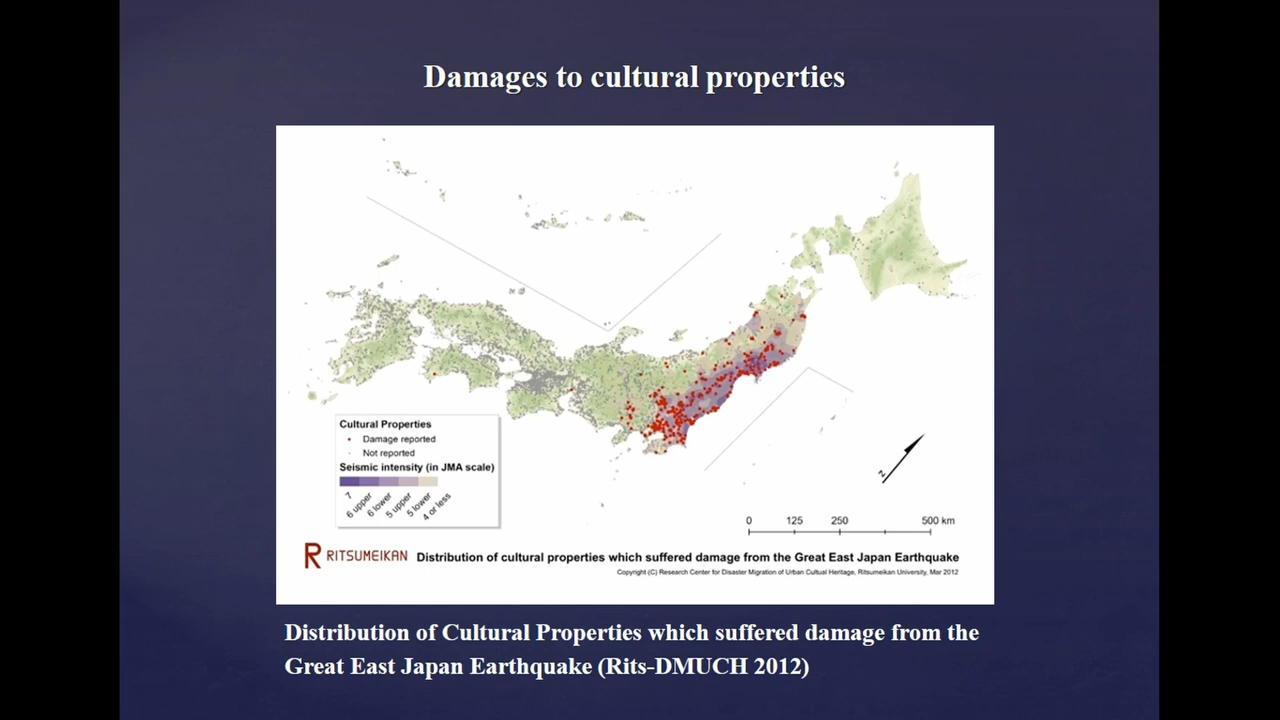 Damages to cultural properties
Cultural Properties
Damage reported
Not reported
Seismic intensity (in JMA scale)
7
6 upper
6 lower
5 upper
5 lower
4 or less
N
0 125 250 500 km
RITSUMEIKAN Distribution of cultural properties which suffered damage from the Great East Japan Earthquake
Copyright (C) Research Center for Disaster Migration of Urban Cultual Heritage, Ritsumeikan University, Mar 2012
Distribution of Cultural Properties which suffered damage from the
Great East Japan Earthquake (Rits-DMUCH 2012)